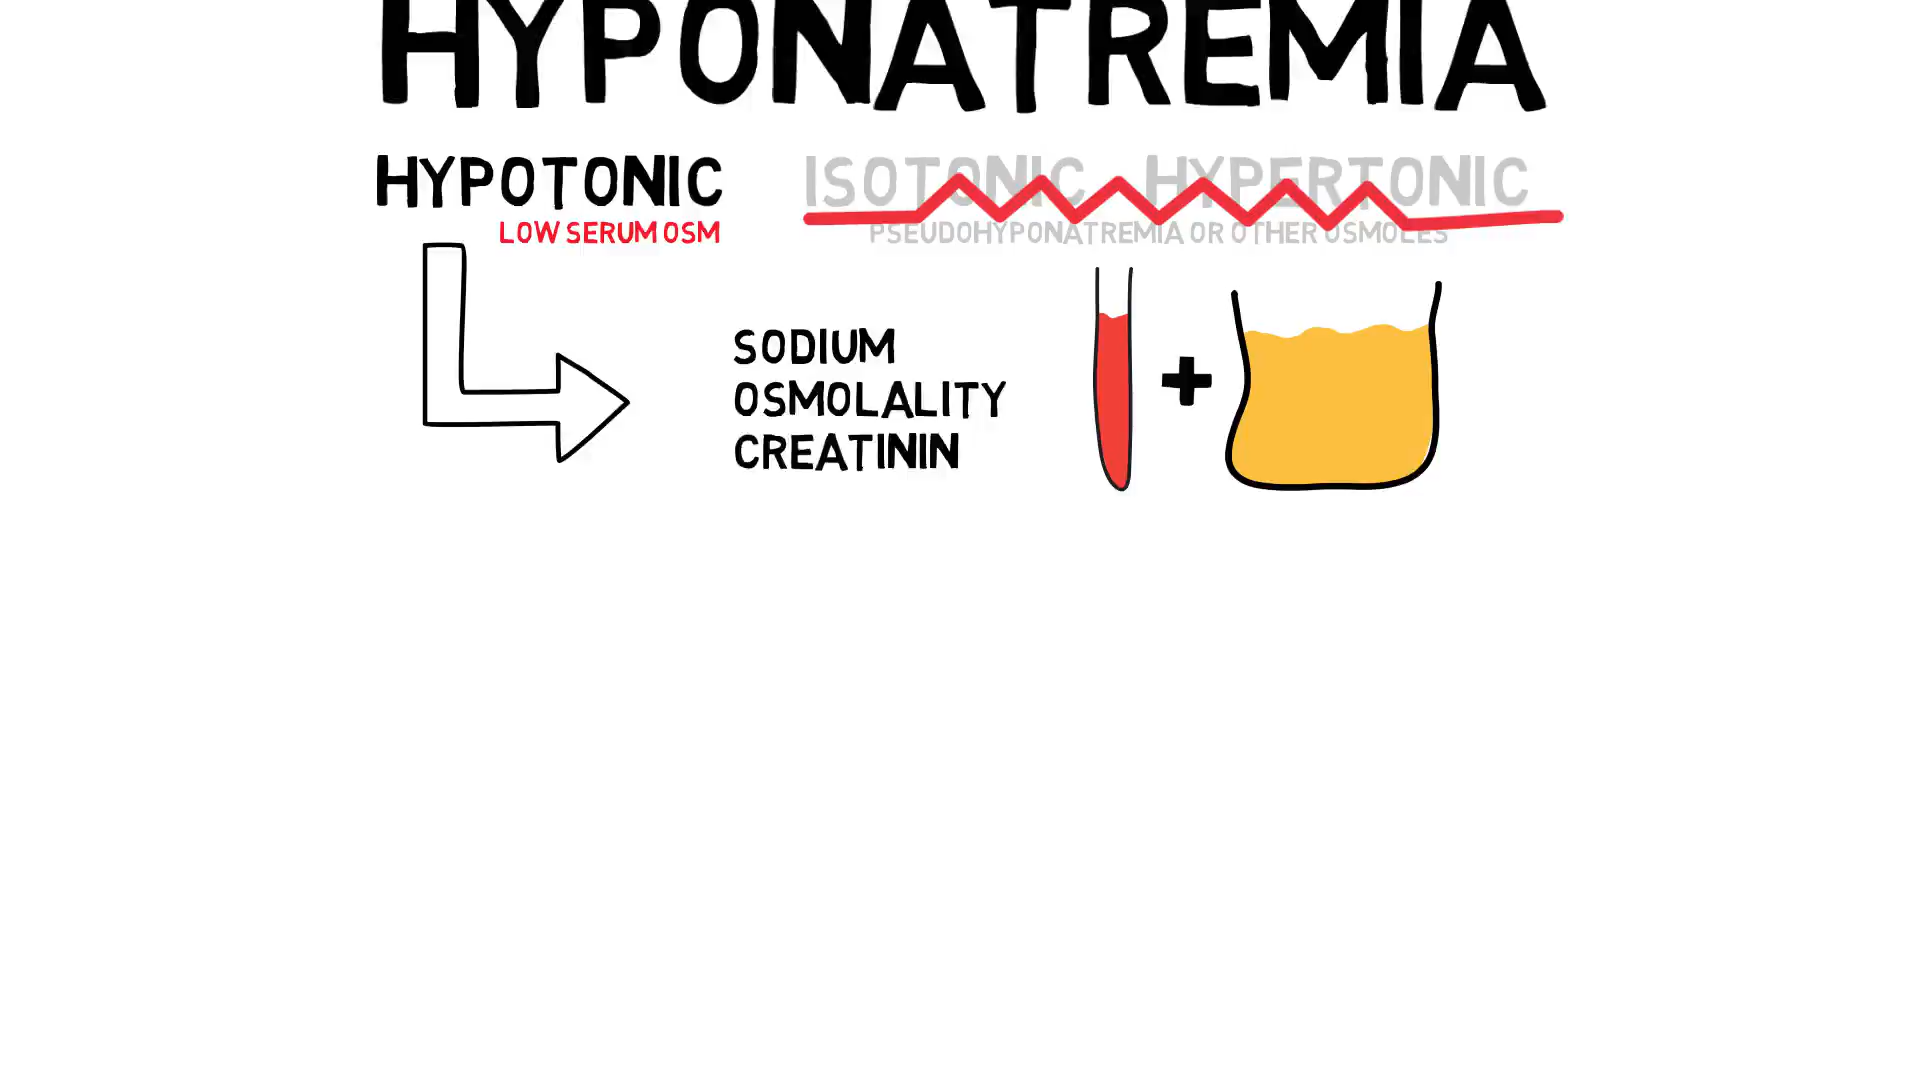 HYPONATREMIA
HYPOTONIC
LOW SERUM OSM
ISOTONIC HYPERTONIC
PSEUDOHYPONATREMIA OR OTHER OSMOLES
SODIUM
OSMOLALITY
CREATININ